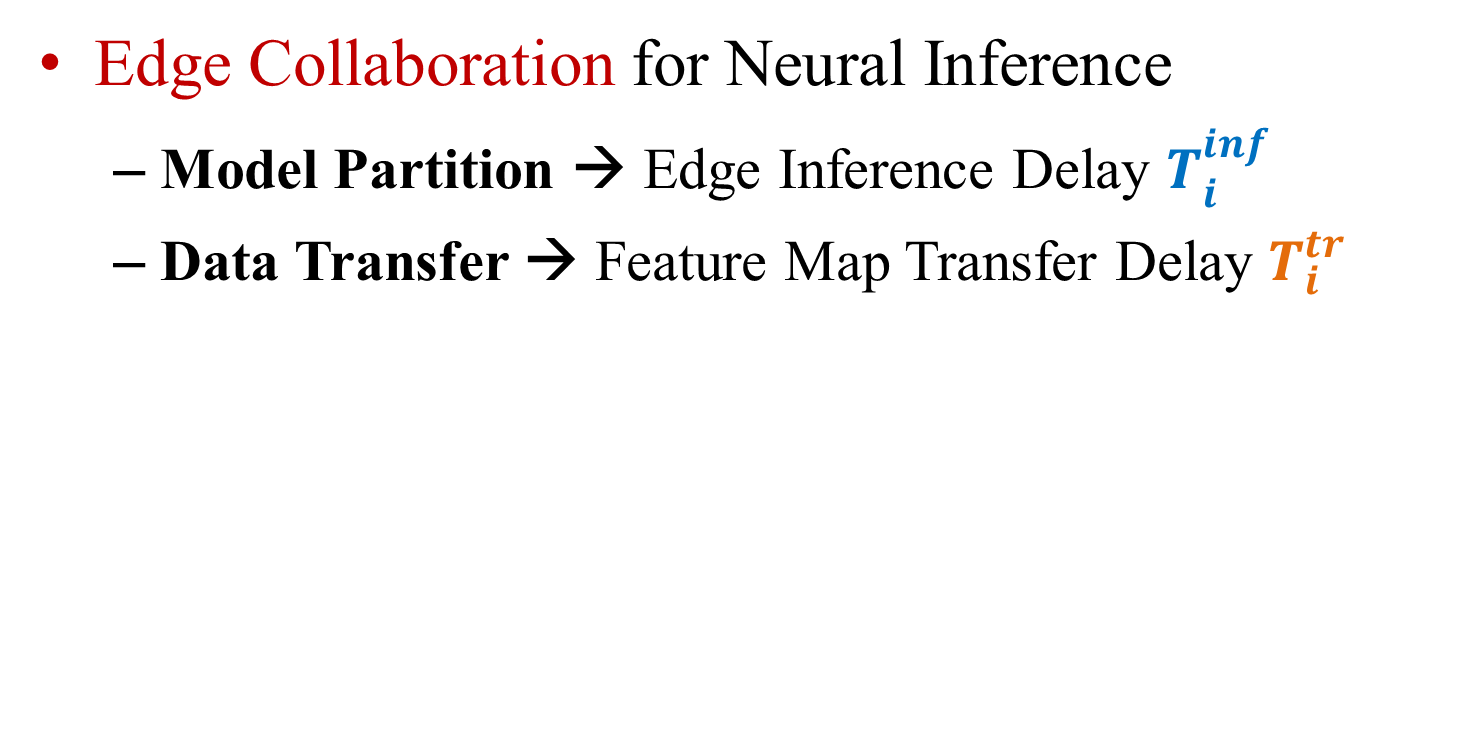 • Edge Collaboration for Neural Inference
– Model Partition → Edge Inference Delay T_i^{inf}
– Data Transfer → Feature Map Transfer Delay T_i^{tr}